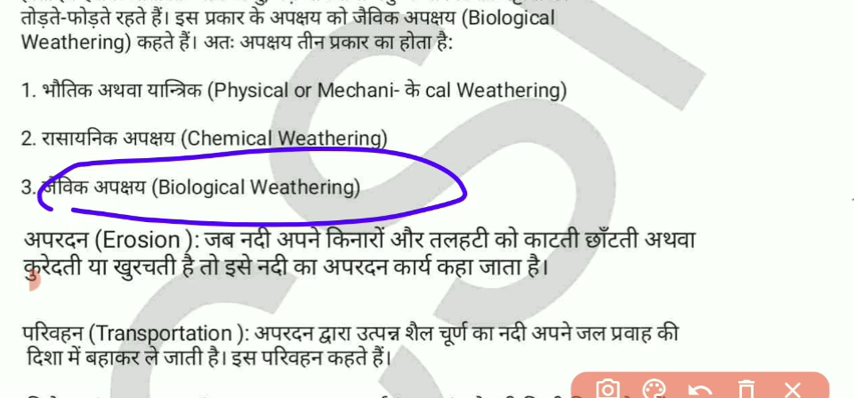 तोड़ते-फोड़ते रहते हैं। इस प्रकार के अपक्षय को जैविक अपक्षय (Biological
Weathering) कहते हैं। अतः अपक्षय तीन प्रकार का होता है:
1. भौतिक अथवा यान्त्रिक (Physical or Mechani- के cal Weathering)
2. रासायनिक अपक्षय (Chemical Weathering)
3. जैविक अपक्षय (Biological Weathering)
अपरदन (Erosion ): जब नदी अपने किनारों और तलहटी को काटती छाँटती अथवा
कुरेदती या खुरचती है तो इसे नदी का अपरदन कार्य कहा जाता है।
परिवहन (Transportation ): अपरदन द्वारा उत्पन्न शैल चूर्ण का नदी अपने जल प्रवाह की
दिशा में बहाकर ले जाती है। इस परिवहन कहते हैं।